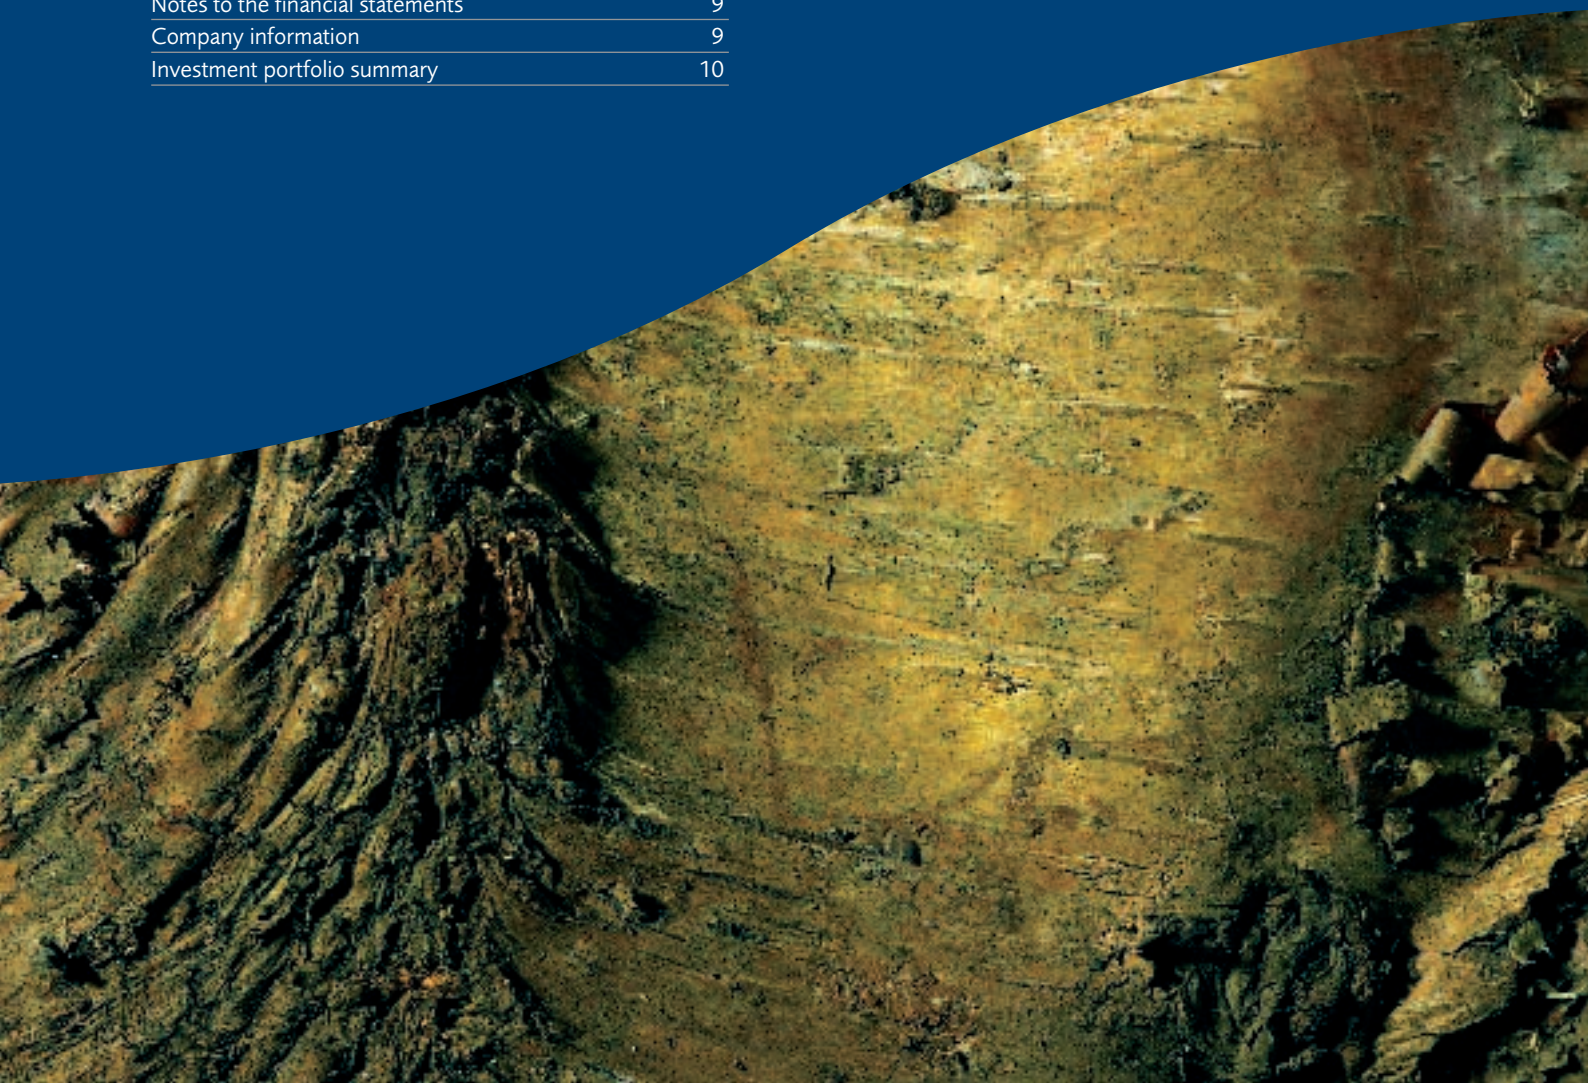 Notes to the financial statements 9
Company information 9
Investment portfolio summary 10